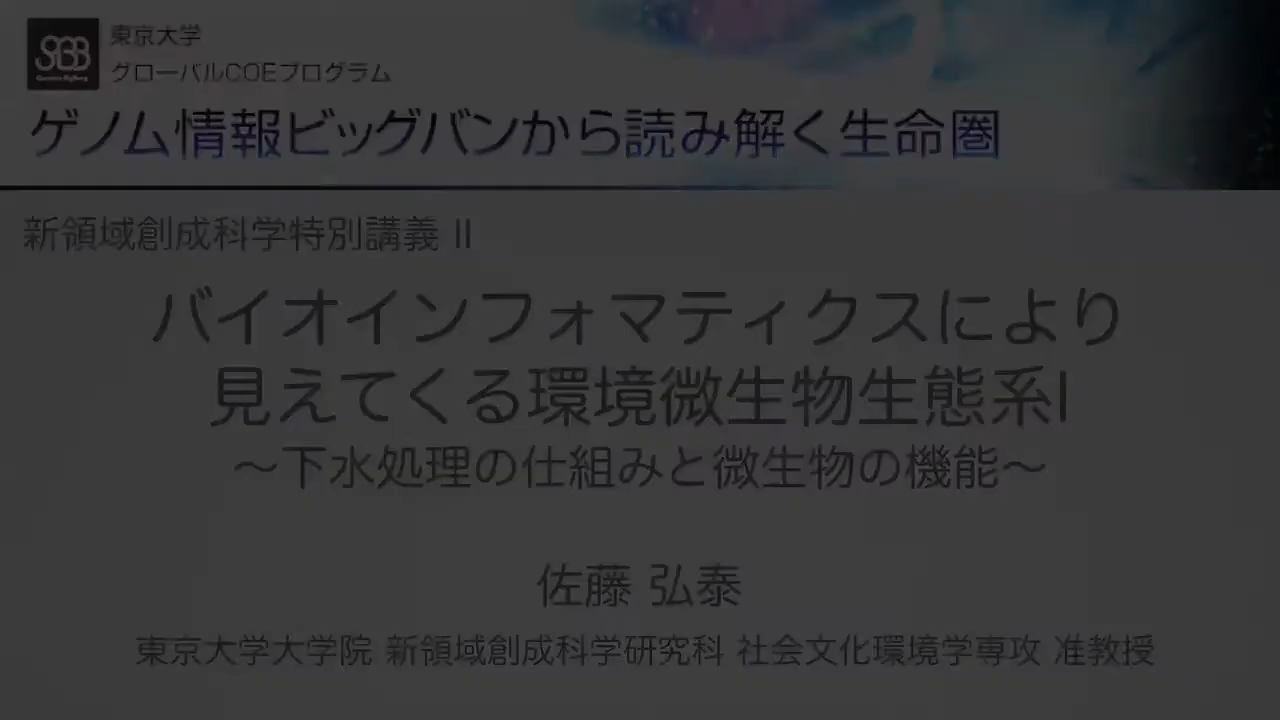 東京大学
グローバルCOEプログラム
ゲノム情報ビッグバンから読み解く生命圏
新領域創成科学特別講義 II
バイオインフォマティクスにより
見えてくる環境微生物生態系I
～下水処理の仕組みと微生物の機能～
佐藤 弘泰
東京大学大学院 新領域創成科学研究科 社会文化環境学専攻 准教授